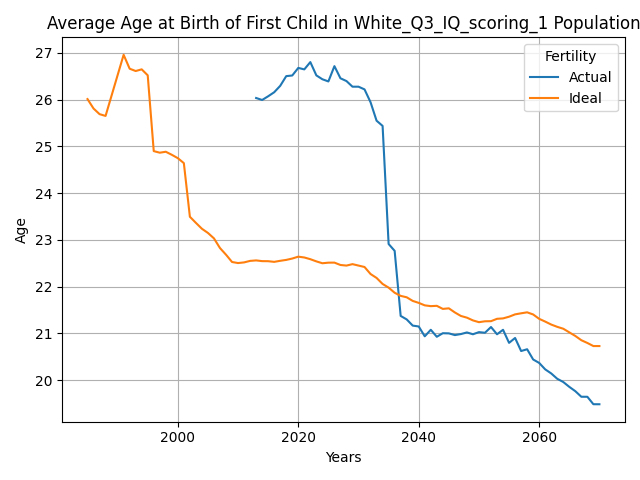 Average Age at Birth of First Child in White_Q3_IQ_scoring_1 Population
Fertility
Actual
Ideal
27
26
25
24
23
22
21
20
Age
2000
2020
2040
2060
Years